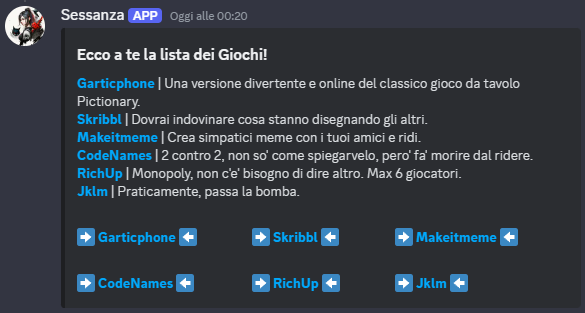 Sessanza APP Oggi alle 00:20
Ecco a te la lista dei Giochi!
Garticphone | Una versione divertente e online del classico gioco da tavolo
Pictionary.
Skribbl | Dovrai indovinare cosa stanno disegnando gli altri.
Makeitmeme | Crea simpatici meme con i tuoi amici e ridi.
CodeNames | 2 contro 2, non so' come spiegarvelo, pero' fa' morire dal ridere.
RichUp | Monopoly, non c'e' bisogno di dire altro. Max 6 giocatori.
Jklm | Praticamente, passa la bomba.
➡️ Garticphone ⬅️ ➡️ Skribbl ⬅️ ➡️ Makeitmeme ⬅️
➡️ CodeNames ⬅️ ➡️ RichUp ⬅️ ➡️ Jklm ⬅️